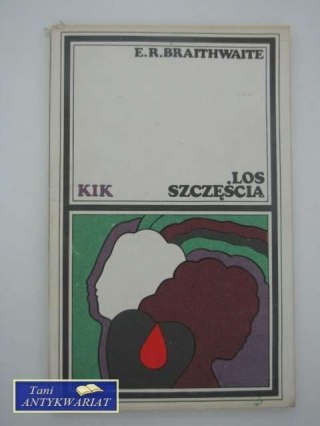 E.R.BRAITHWAITE
LOS
KIK SZCZĘŚCIA
Tani
ANTYKWARIAT